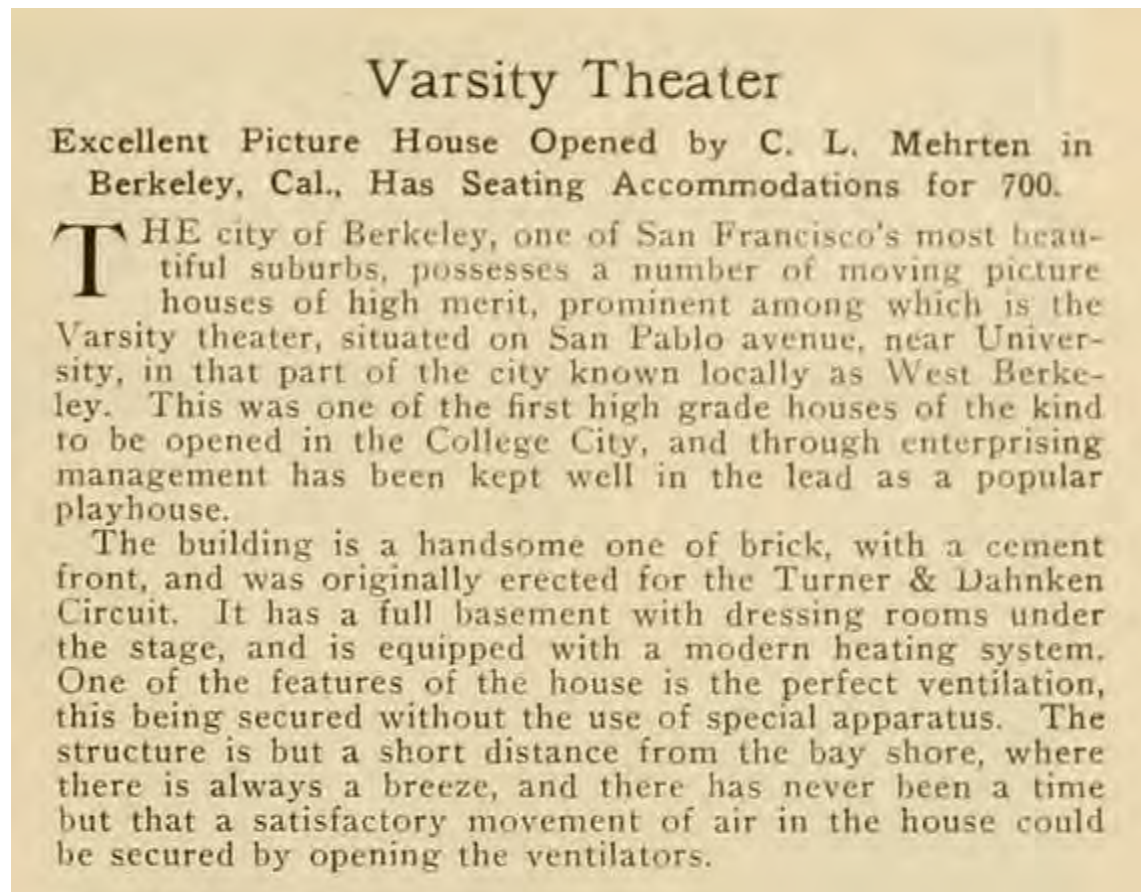 Varsity Theater
Excellent Picture House Opened by C. L. Mehrten in
Berkeley, Cal., Has Seating Accommodations for 700.
THE city of Berkeley, one of San Francisco's most beau-
tiful suburbs, possesses a number of moving picture
houses of high merit, prominent among which is the
Varsity theater, situated on San Pablo avenue, near Univer-
sity, in that part of the city known locally as West Berke-
ley. This was one of the first high grade houses of the kind
to be opened in the College City, and through enterprising
management has been kept well in the lead as a popular
playhouse.
The building is a handsome one of brick, with a cement
front, and was originally erected for the Turner & Dahnken
Circuit. It has a full basement with dressing rooms under
the stage, and is equipped with a modern heating system.
One of the features of the house is the perfect ventilation,
this being secured without the use of special apparatus. The
structure is but a short distance from the bay shore, where
there is always a breeze, and there has never been a time
but that a satisfactory movement of air in the house could
be secured by opening the ventilators.